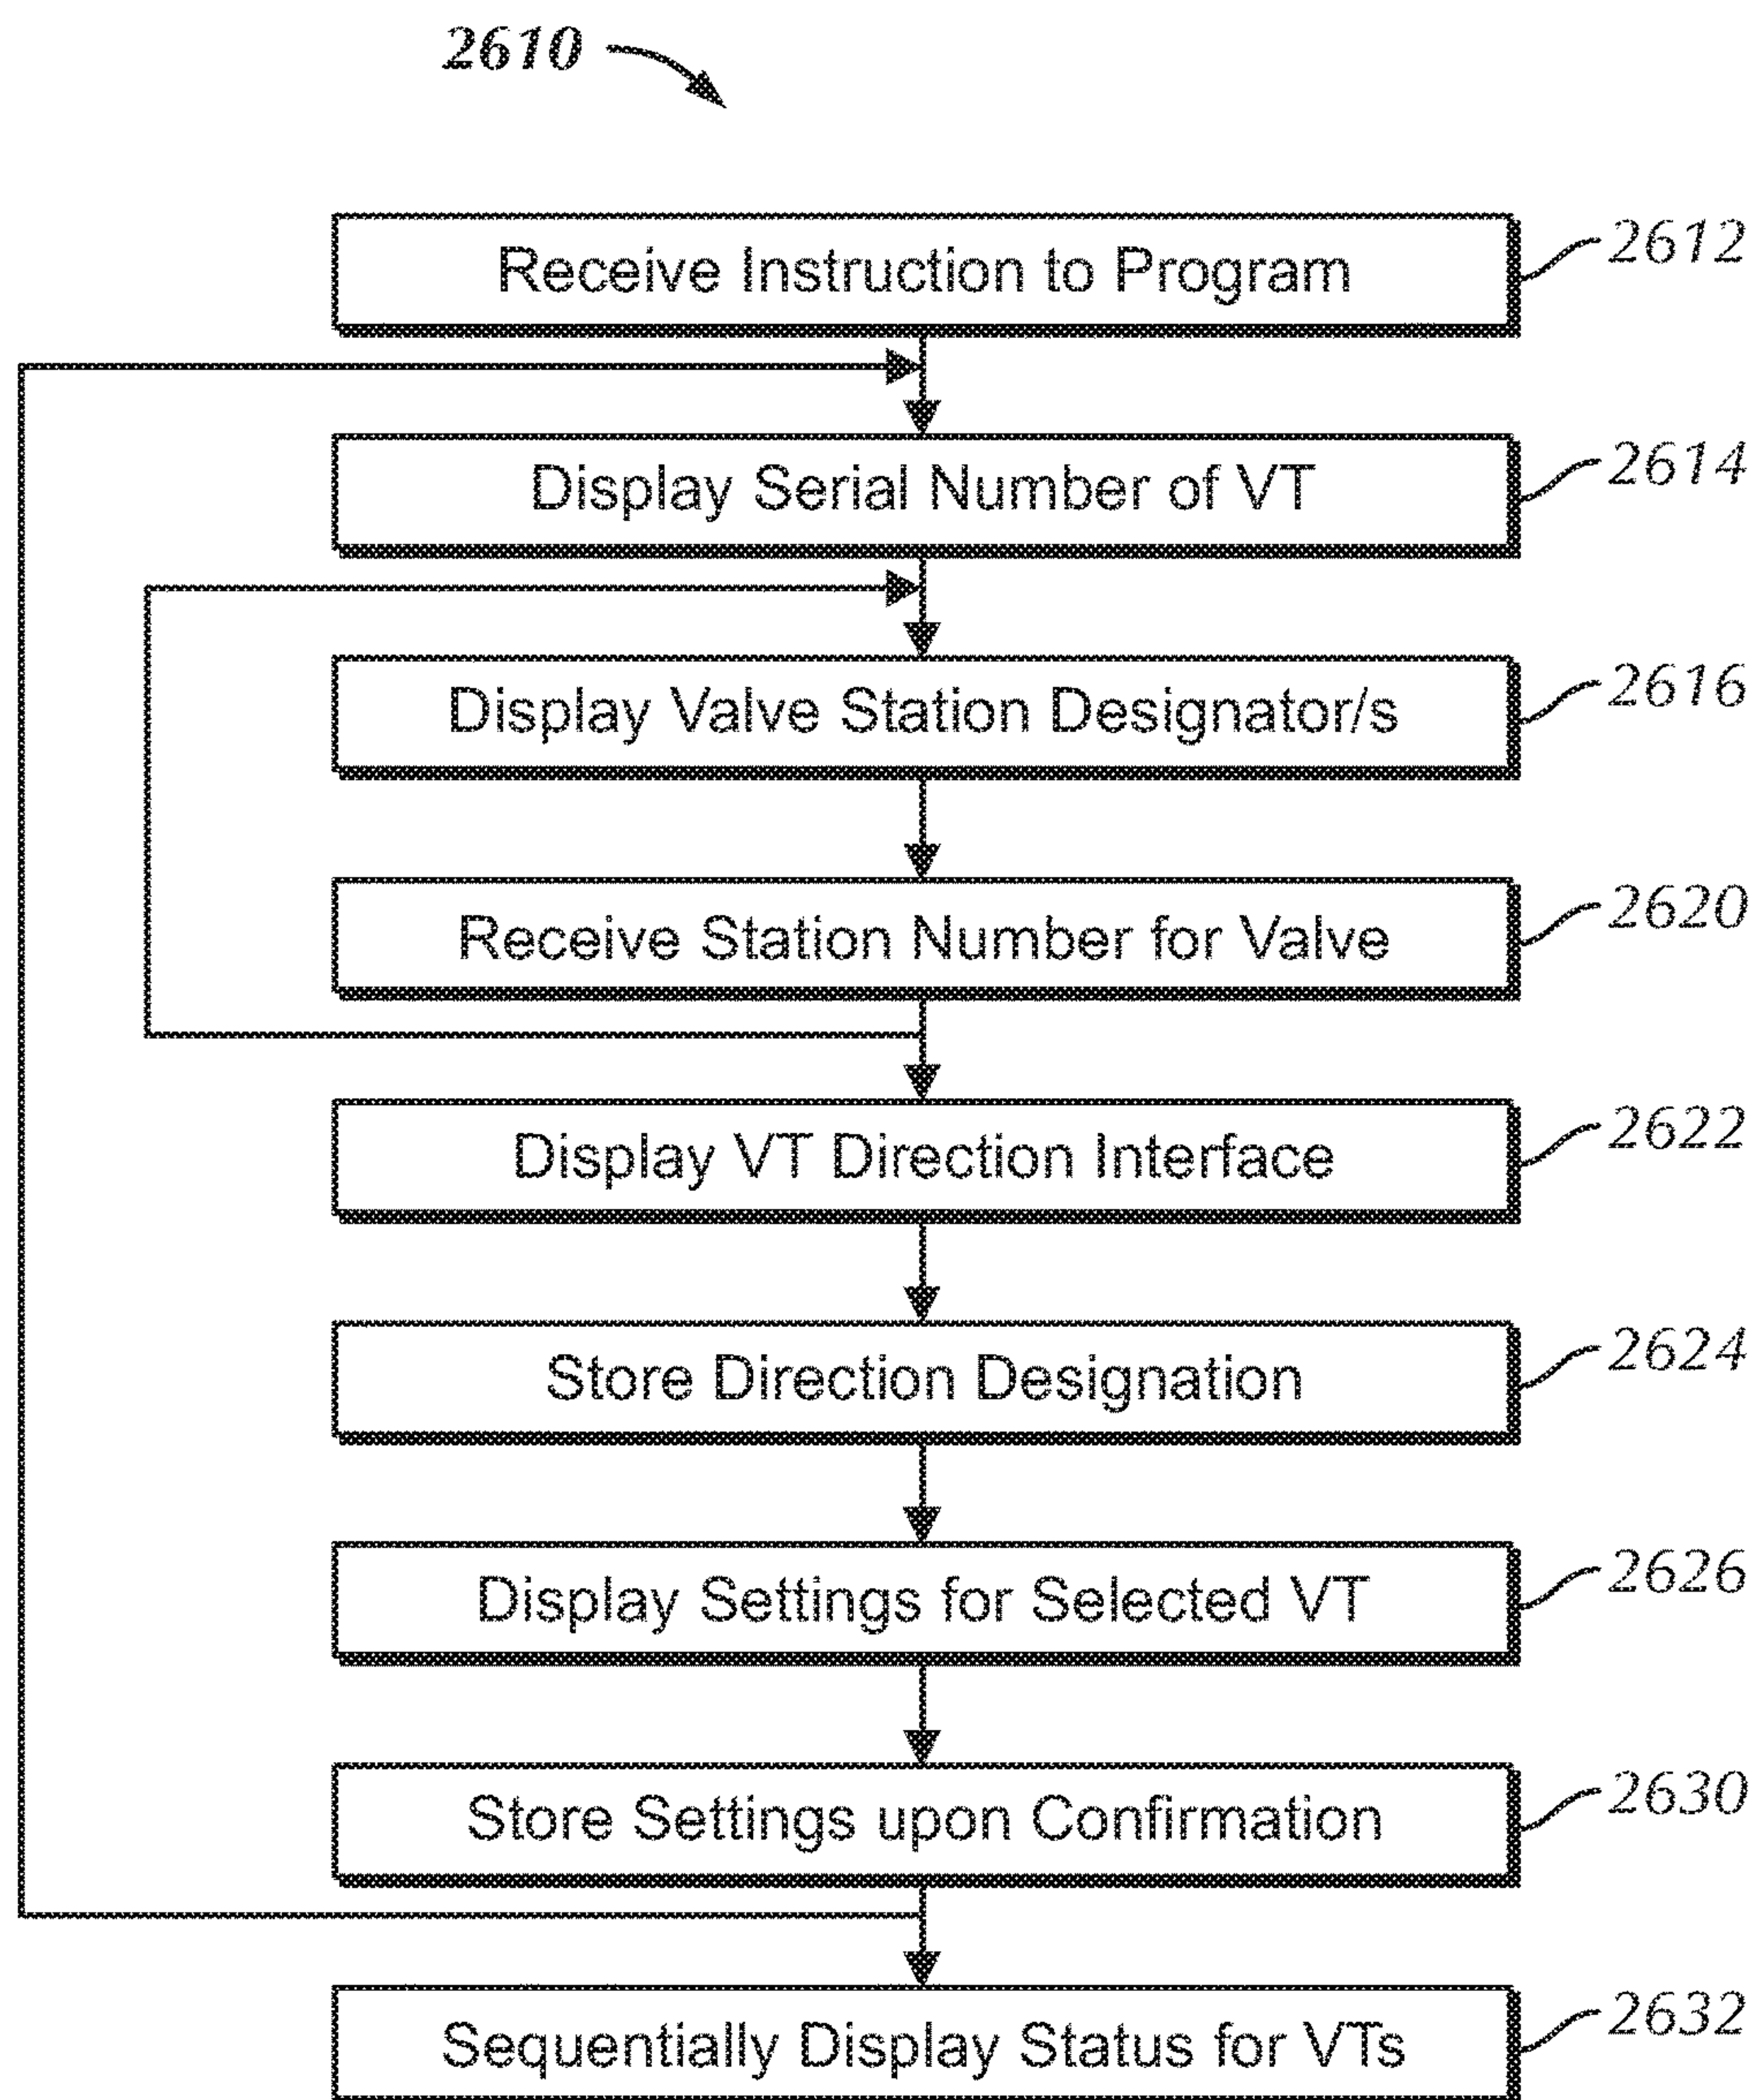 2610
Receive Instruction to Program
2612
Display Serial Number of VT
2614
Display Valve Station Designator/s
2616
Receive Station Number for Valve
2620
Display VT Direction Interface
2622
Store Direction Designation
2624
Display Settings for Selected VT
2626
Store Settings upon Confirmation
2630
Sequentially Display Status for VTs
2632